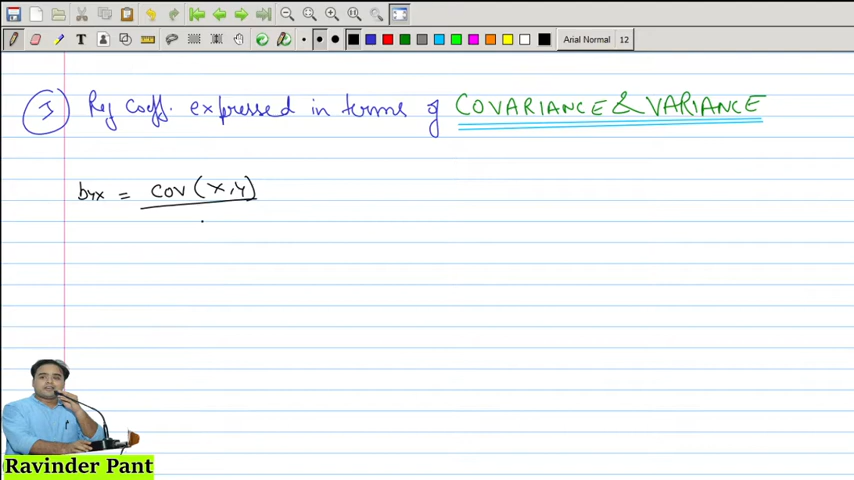 Arial Normal 12
I Reg Coeff. expressed in terms of COVARIANCE & VARIANCE
byx = COV(X,Y)
Ravinder Pant